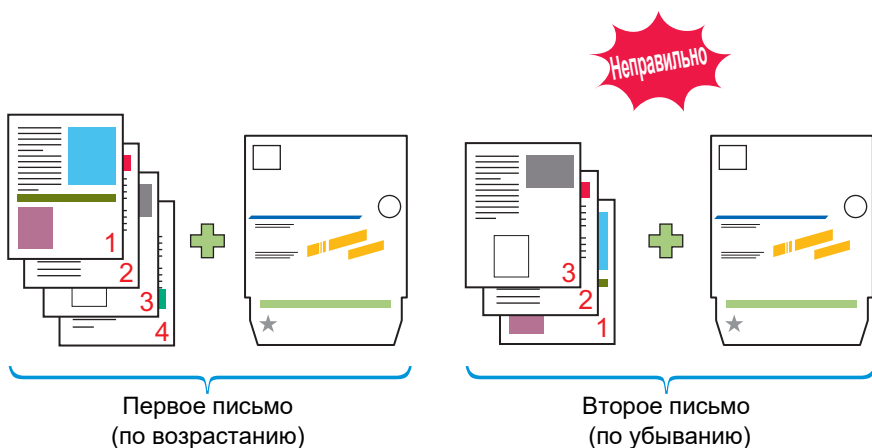 Неправильно
1
2
3
4
3
2
1
Первое письмо
(по возрастанию)
Второе письмо
(по убыванию)